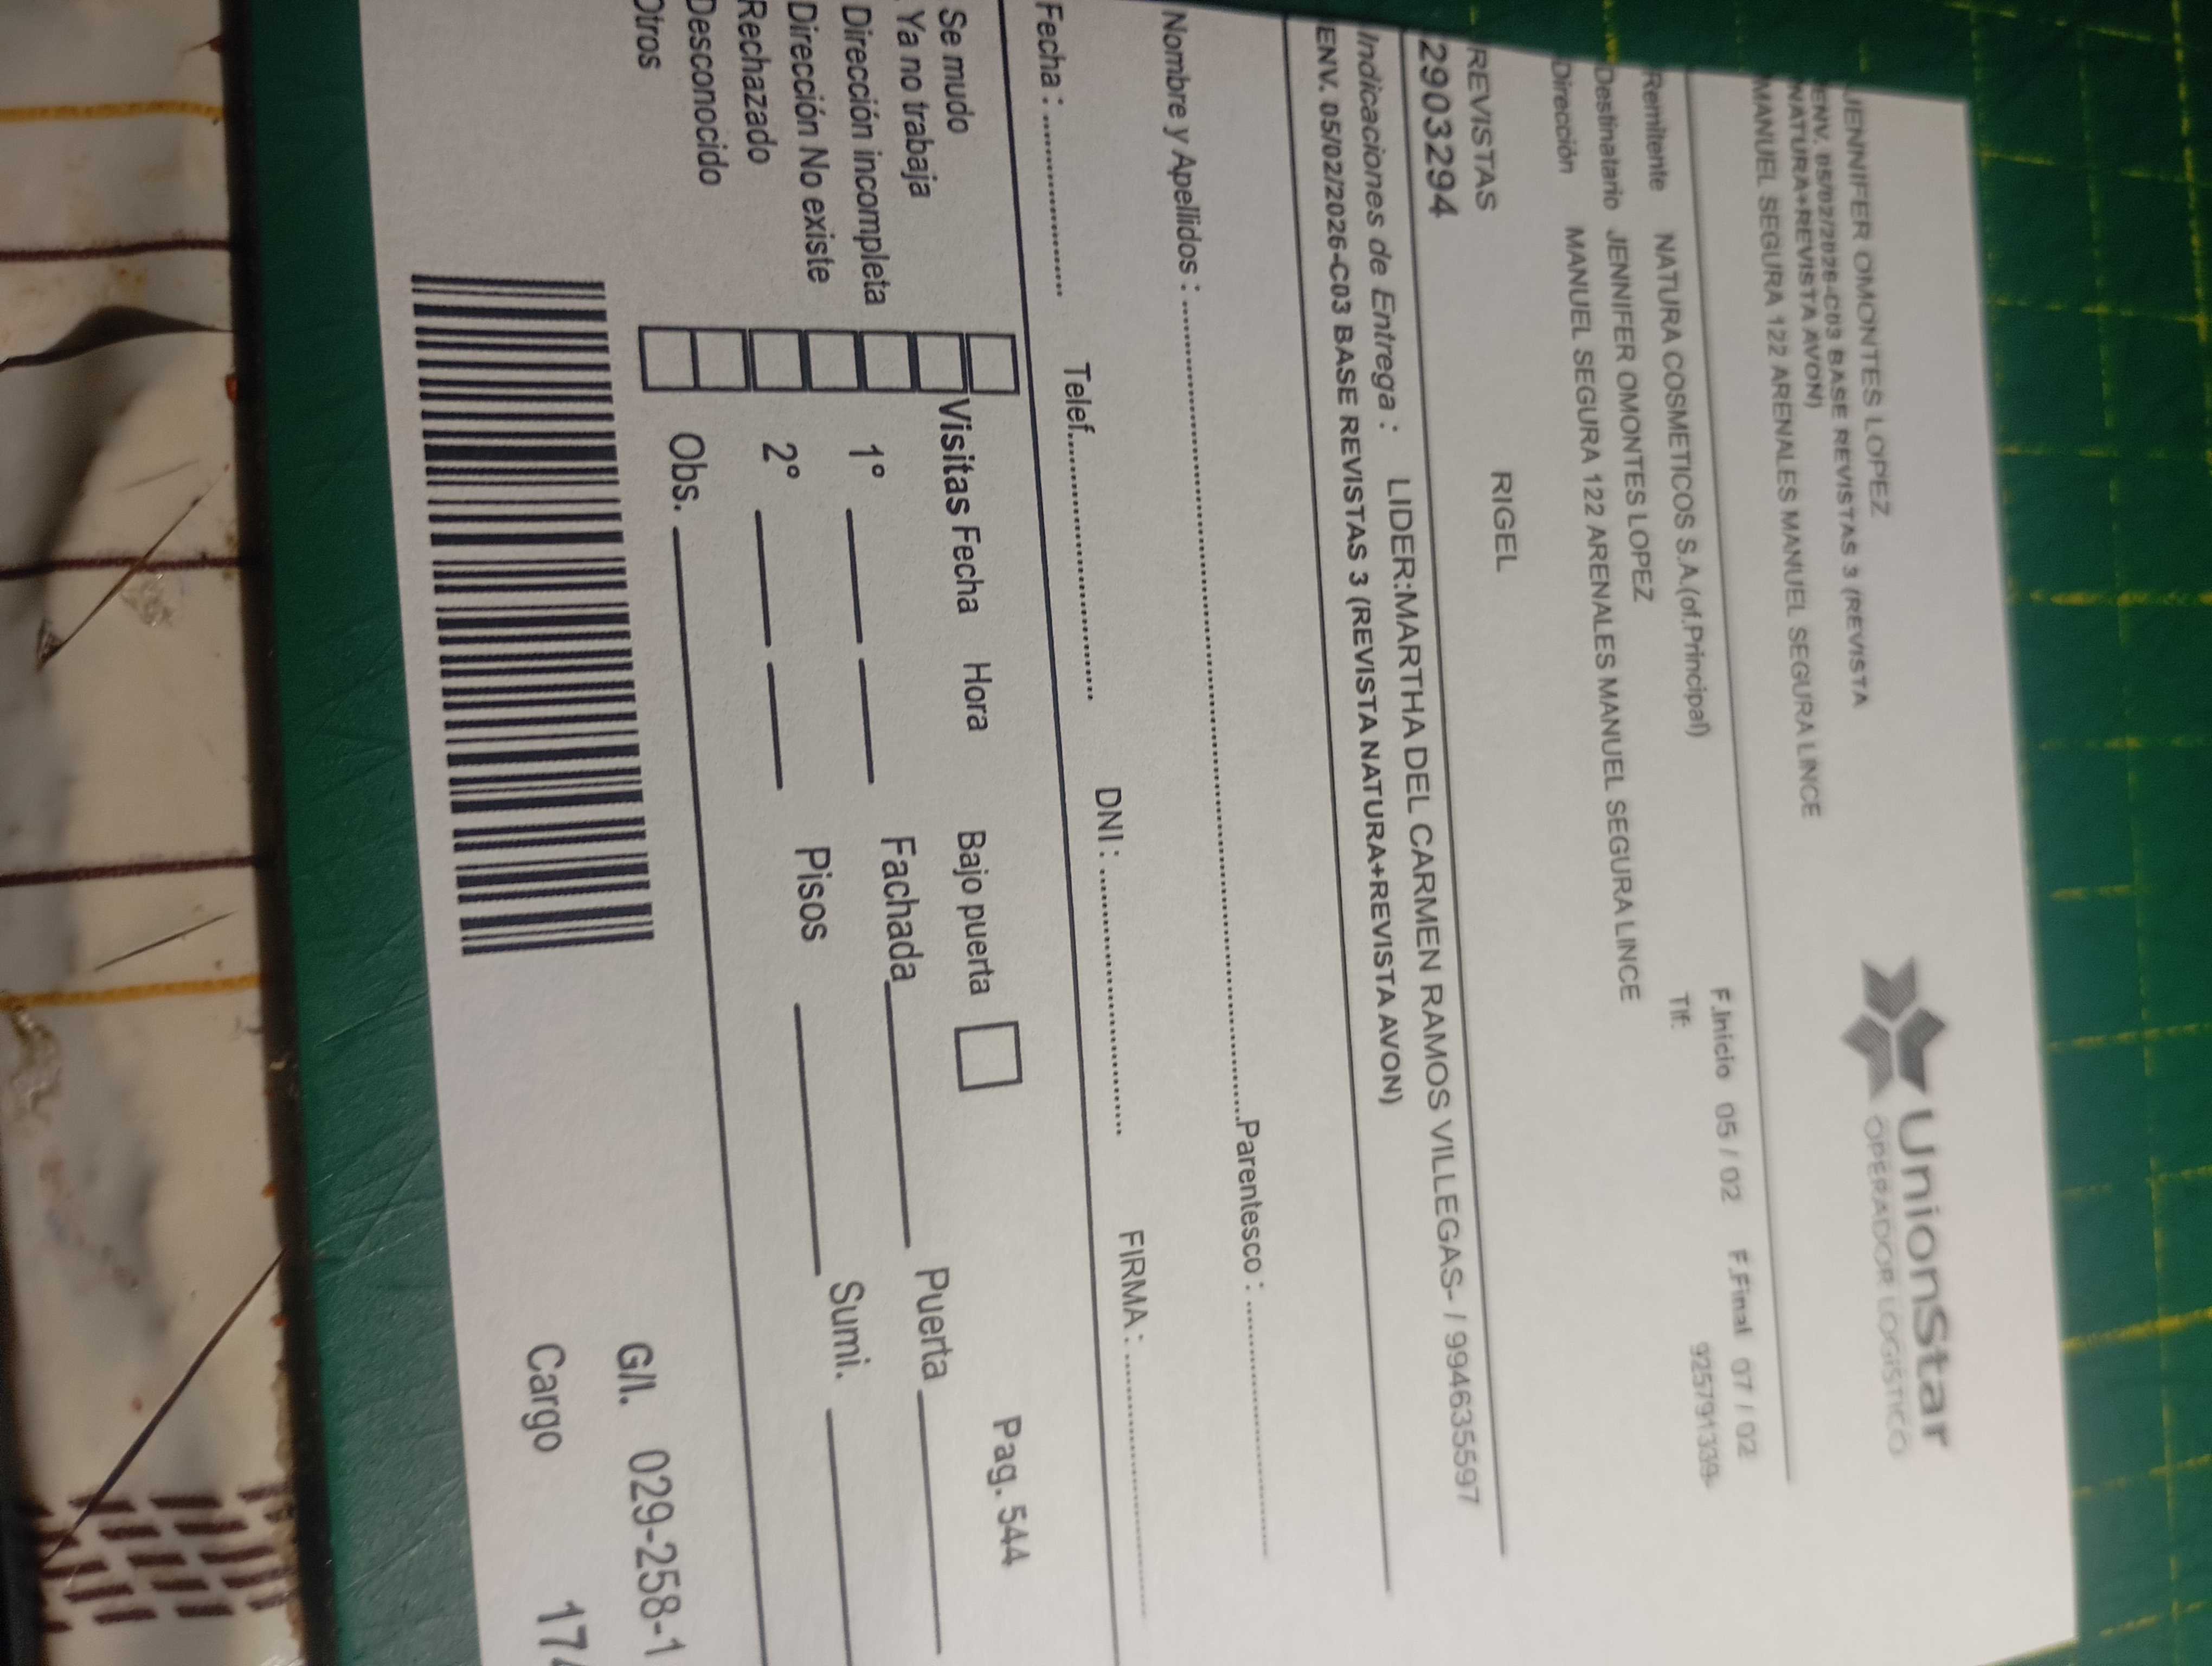 JENNIFER OMONTES LOPEZ
ENV. 05/02/2026-C03 BASE REVISTAS 3 (REVISTA
NATURA+REVISTA AVON)
MANUEL SEGURA 122 ARENALES MANUEL SEGURA LINCE
UnionStar
OPERADOR LOGISTICO
F.Inicio 05 / 02 F.Final 07 / 02
Remitente NATURA COSMETICOS S.A.(of.Principal)
Tlf: 925791339-
Destinatario JENNIFER OMONTES LOPEZ
Dirección MANUEL SEGURA 122 ARENALES MANUEL SEGURA LINCE
REVISTAS RIGEL
2903294
Indicaciones de Entrega : LIDER:MARTHA DEL CARMEN RAMOS VILLEGAS- / 994635597
ENV. 05/02/2026-C03 BASE REVISTAS 3 (REVISTA NATURA+REVISTA AVON)
Nombre y Apellidos : Parentesco :
Fecha : Telef. DNI : FIRMA :
Se mudo Visitas Fecha Hora Bajo puerta Pag. 544
Ya no trabaja
Dirección incompleta 1° Fachada Puerta
Dirección No existe
Rechazado 2° Pisos Sumi.
Desconocido
Otros Obs.
G/I. 029-258-1
Cargo